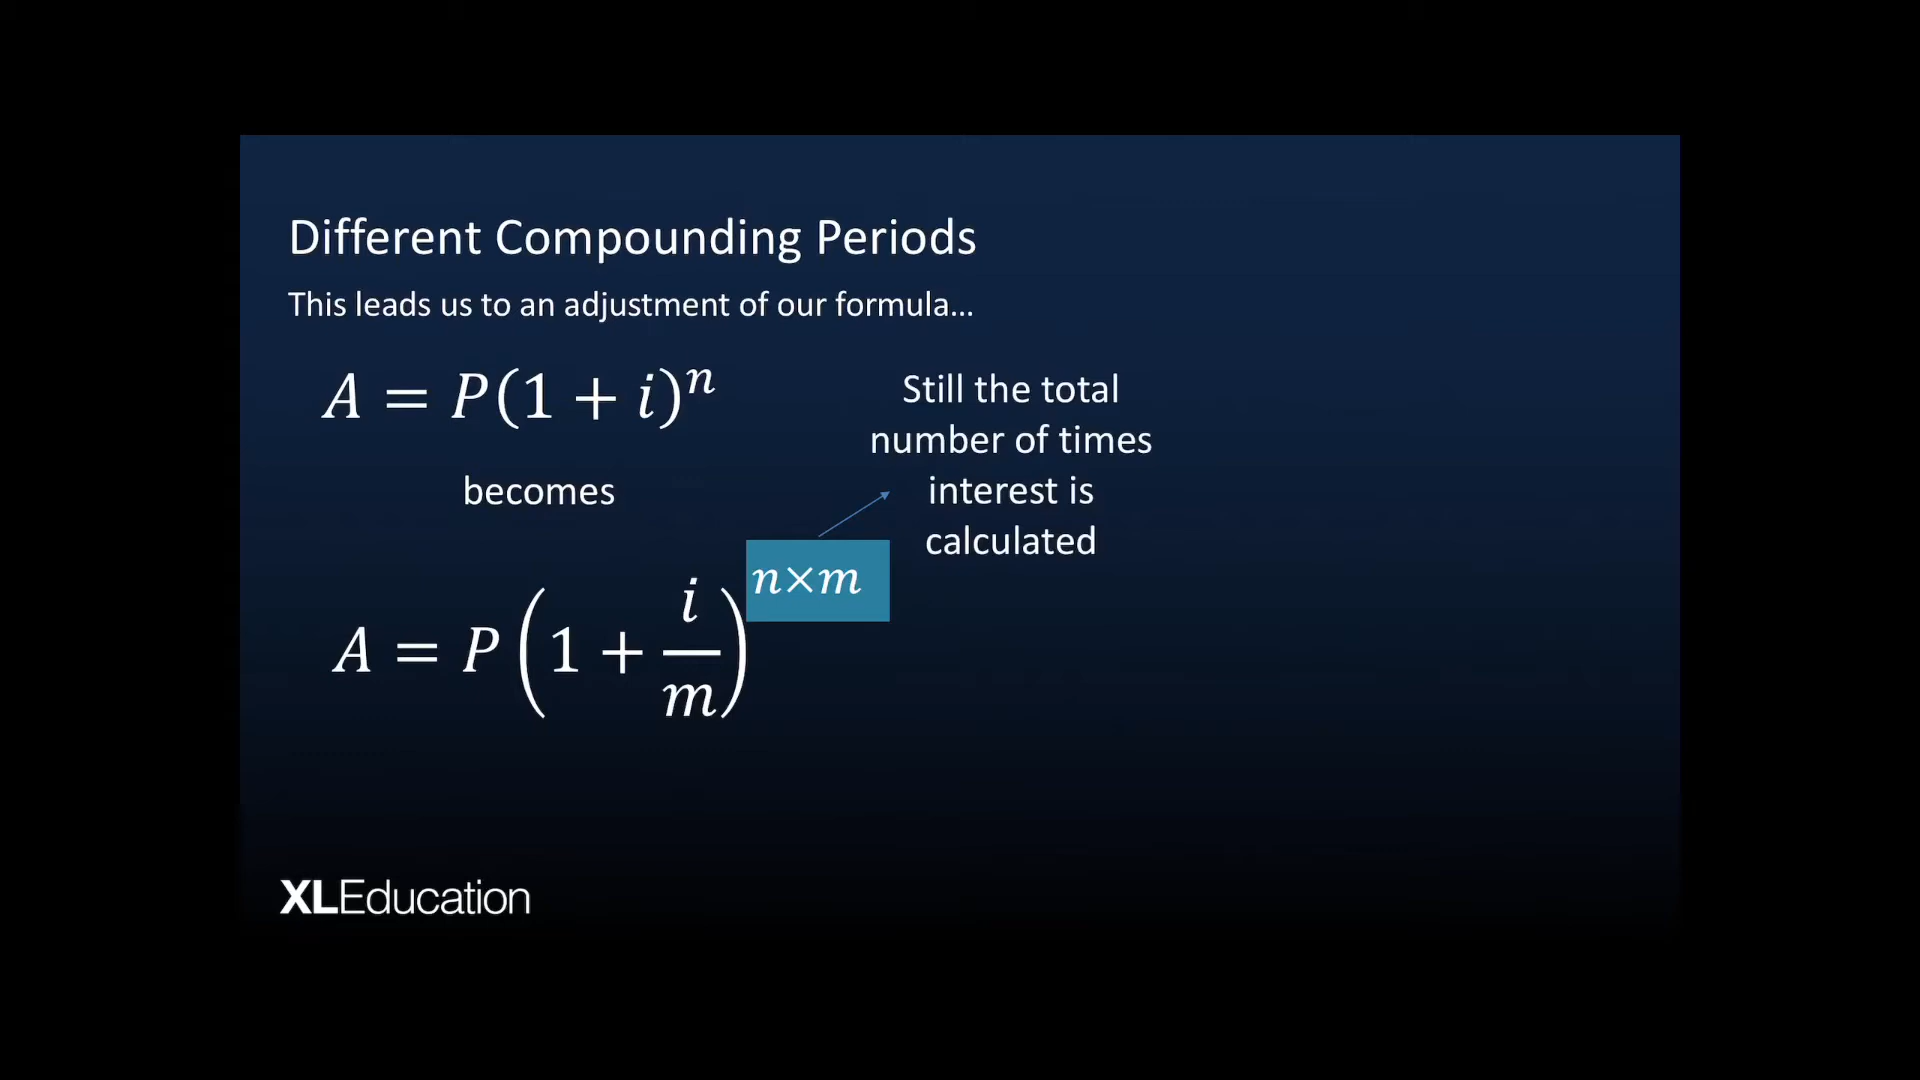 Different Compounding Periods
This leads us to an adjustment of our formula...
A = P(1 + i)^n
Still the total
number of times
interest is
calculated
becomes
A = P(1 + i/m)^{n×m}
XLEducation